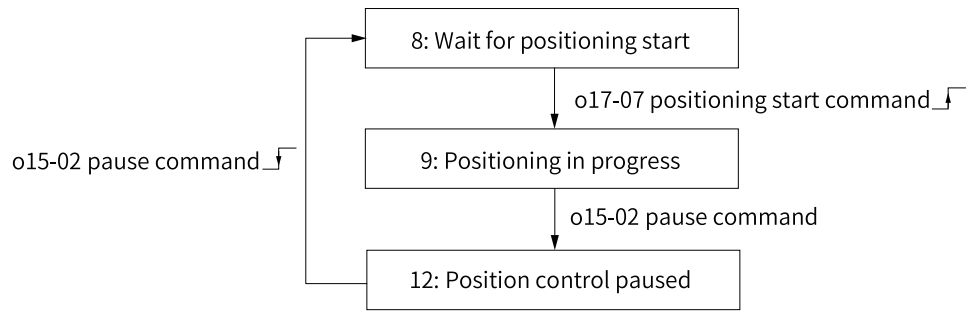 8: Wait for positioning start
o17-07 positioning start command
o15-02 pause command
9: Positioning in progress
o15-02 pause command
12: Position control paused